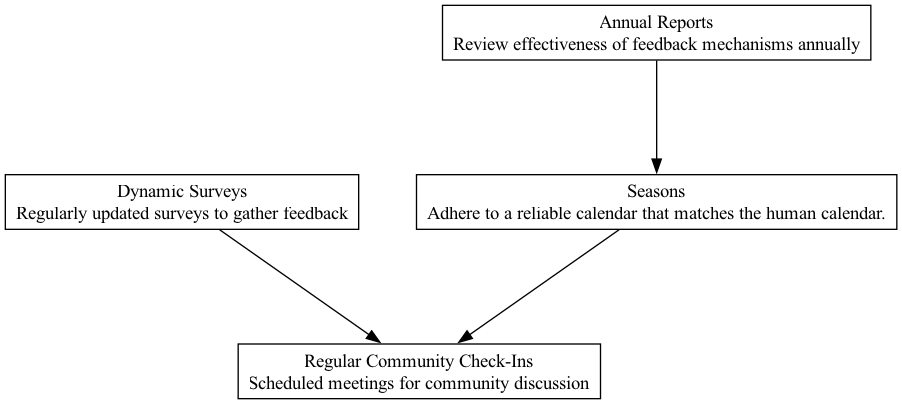 Annual Reports
Review effectiveness of feedback mechanisms annually
Dynamic Surveys
Regularly updated surveys to gather feedback
Seasons
Adhere to a reliable calendar that matches the human calendar.
Regular Community Check-Ins
Scheduled meetings for community discussion